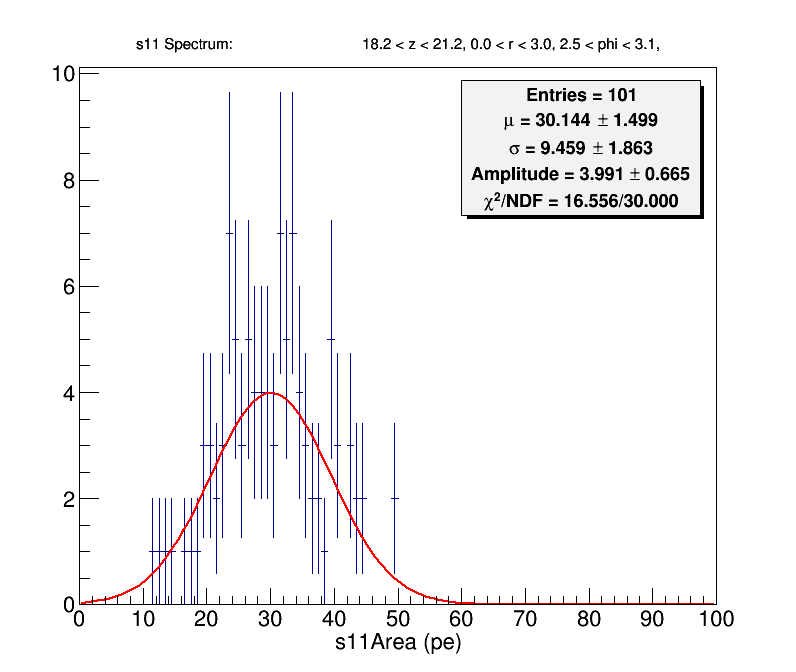 s11 Spectrum: 18.2 < z < 21.2, 0.0 < r < 3.0, 2.5 < phi < 3.1,
Entries = 101
μ = 30.144 ± 1.499
σ = 9.459 ± 1.863
Amplitude = 3.991 ± 0.665
χ²/NDF = 16.556/30.000
10
8
6
4
2
0
0 10 20 30 40 50 60 70 80 90 100
s11Area (pe)